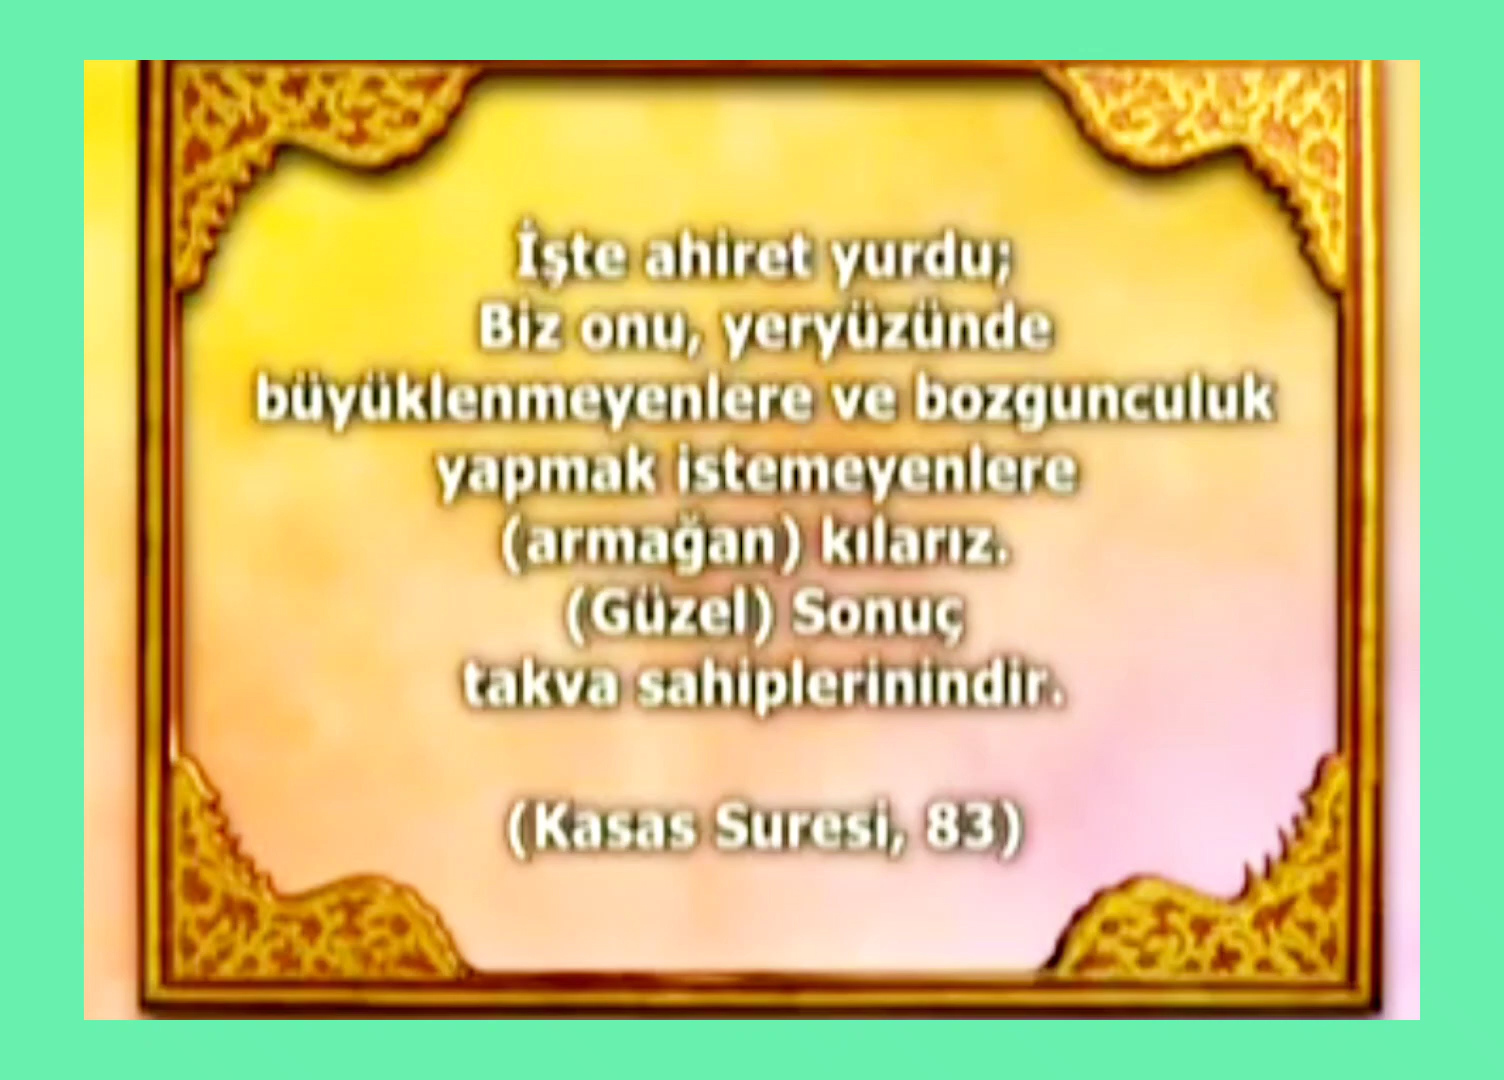 İşte ahiret yurdu;
Biz onu, yeryüzünde
büyüklenmeyenlere ve bozgunculuk
yapmak istemeyenlere
(armağan) kılarız.
(Güzel) Sonuç
takva sahiplerinindir.
(Kasas Suresi, 83)